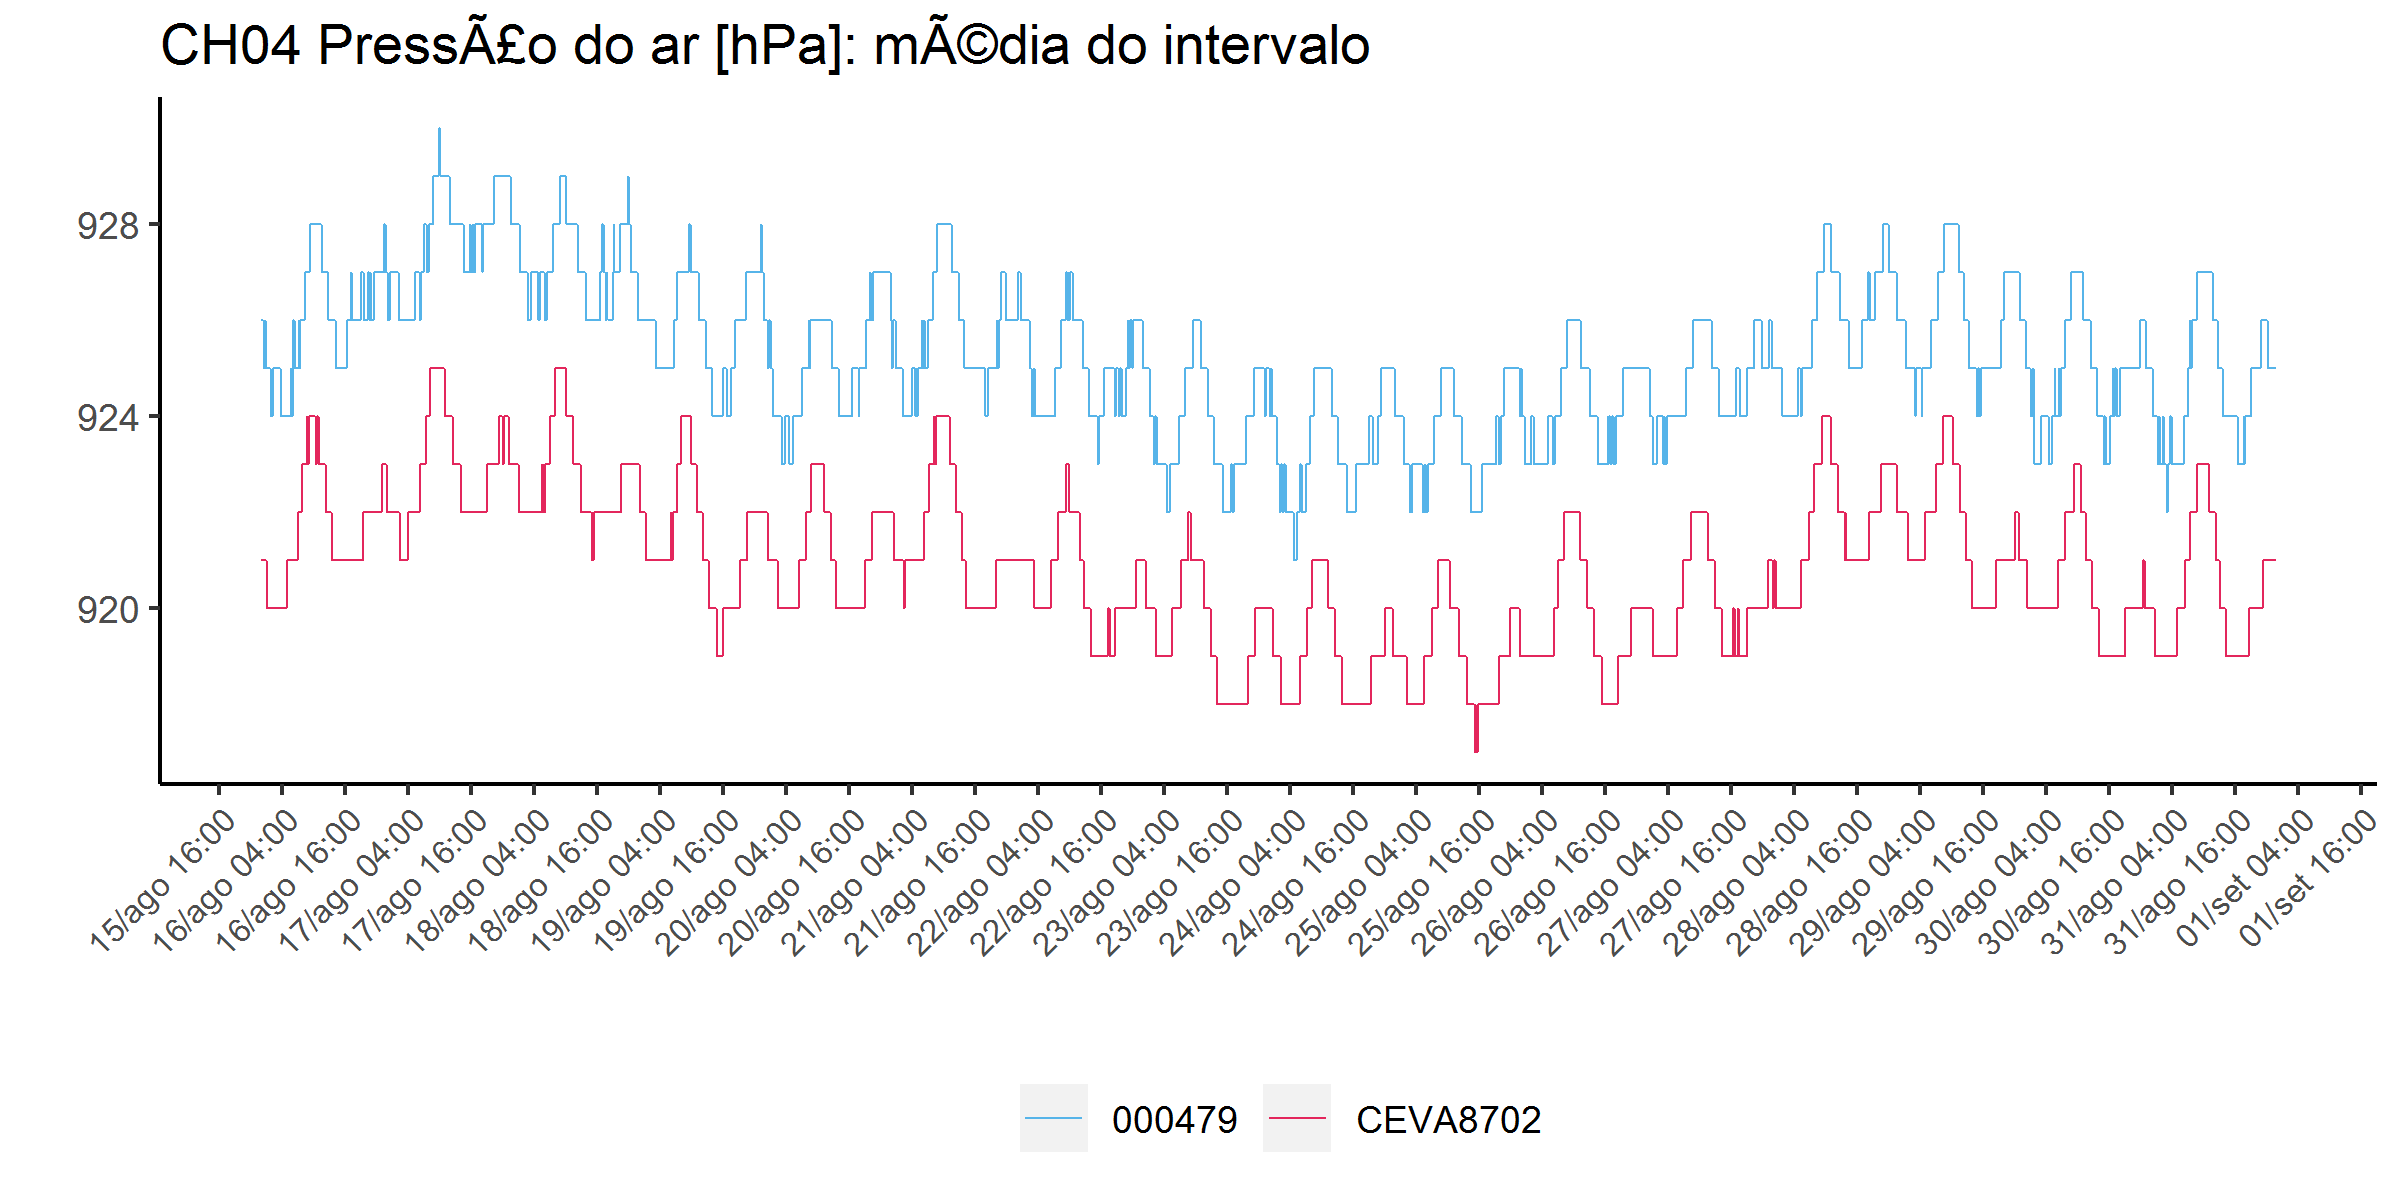 CH04 PressÃ£o do ar [hPa]: mÃ©dia do intervalo
928
924
920
15/ago 16:00
16/ago 04:00
16/ago 16:00
17/ago 04:00
17/ago 16:00
18/ago 04:00
18/ago 16:00
19/ago 04:00
19/ago 16:00
20/ago 04:00
20/ago 16:00
21/ago 04:00
21/ago 16:00
22/ago 04:00
22/ago 16:00
23/ago 04:00
23/ago 16:00
24/ago 04:00
24/ago 16:00
25/ago 04:00
25/ago 16:00
26/ago 04:00
26/ago 16:00
27/ago 04:00
27/ago 16:00
28/ago 04:00
28/ago 16:00
29/ago 04:00
29/ago 16:00
30/ago 04:00
30/ago 16:00
31/ago 04:00
31/ago 16:00
01/set 04:00
01/set 16:00
000479
CEVA8702